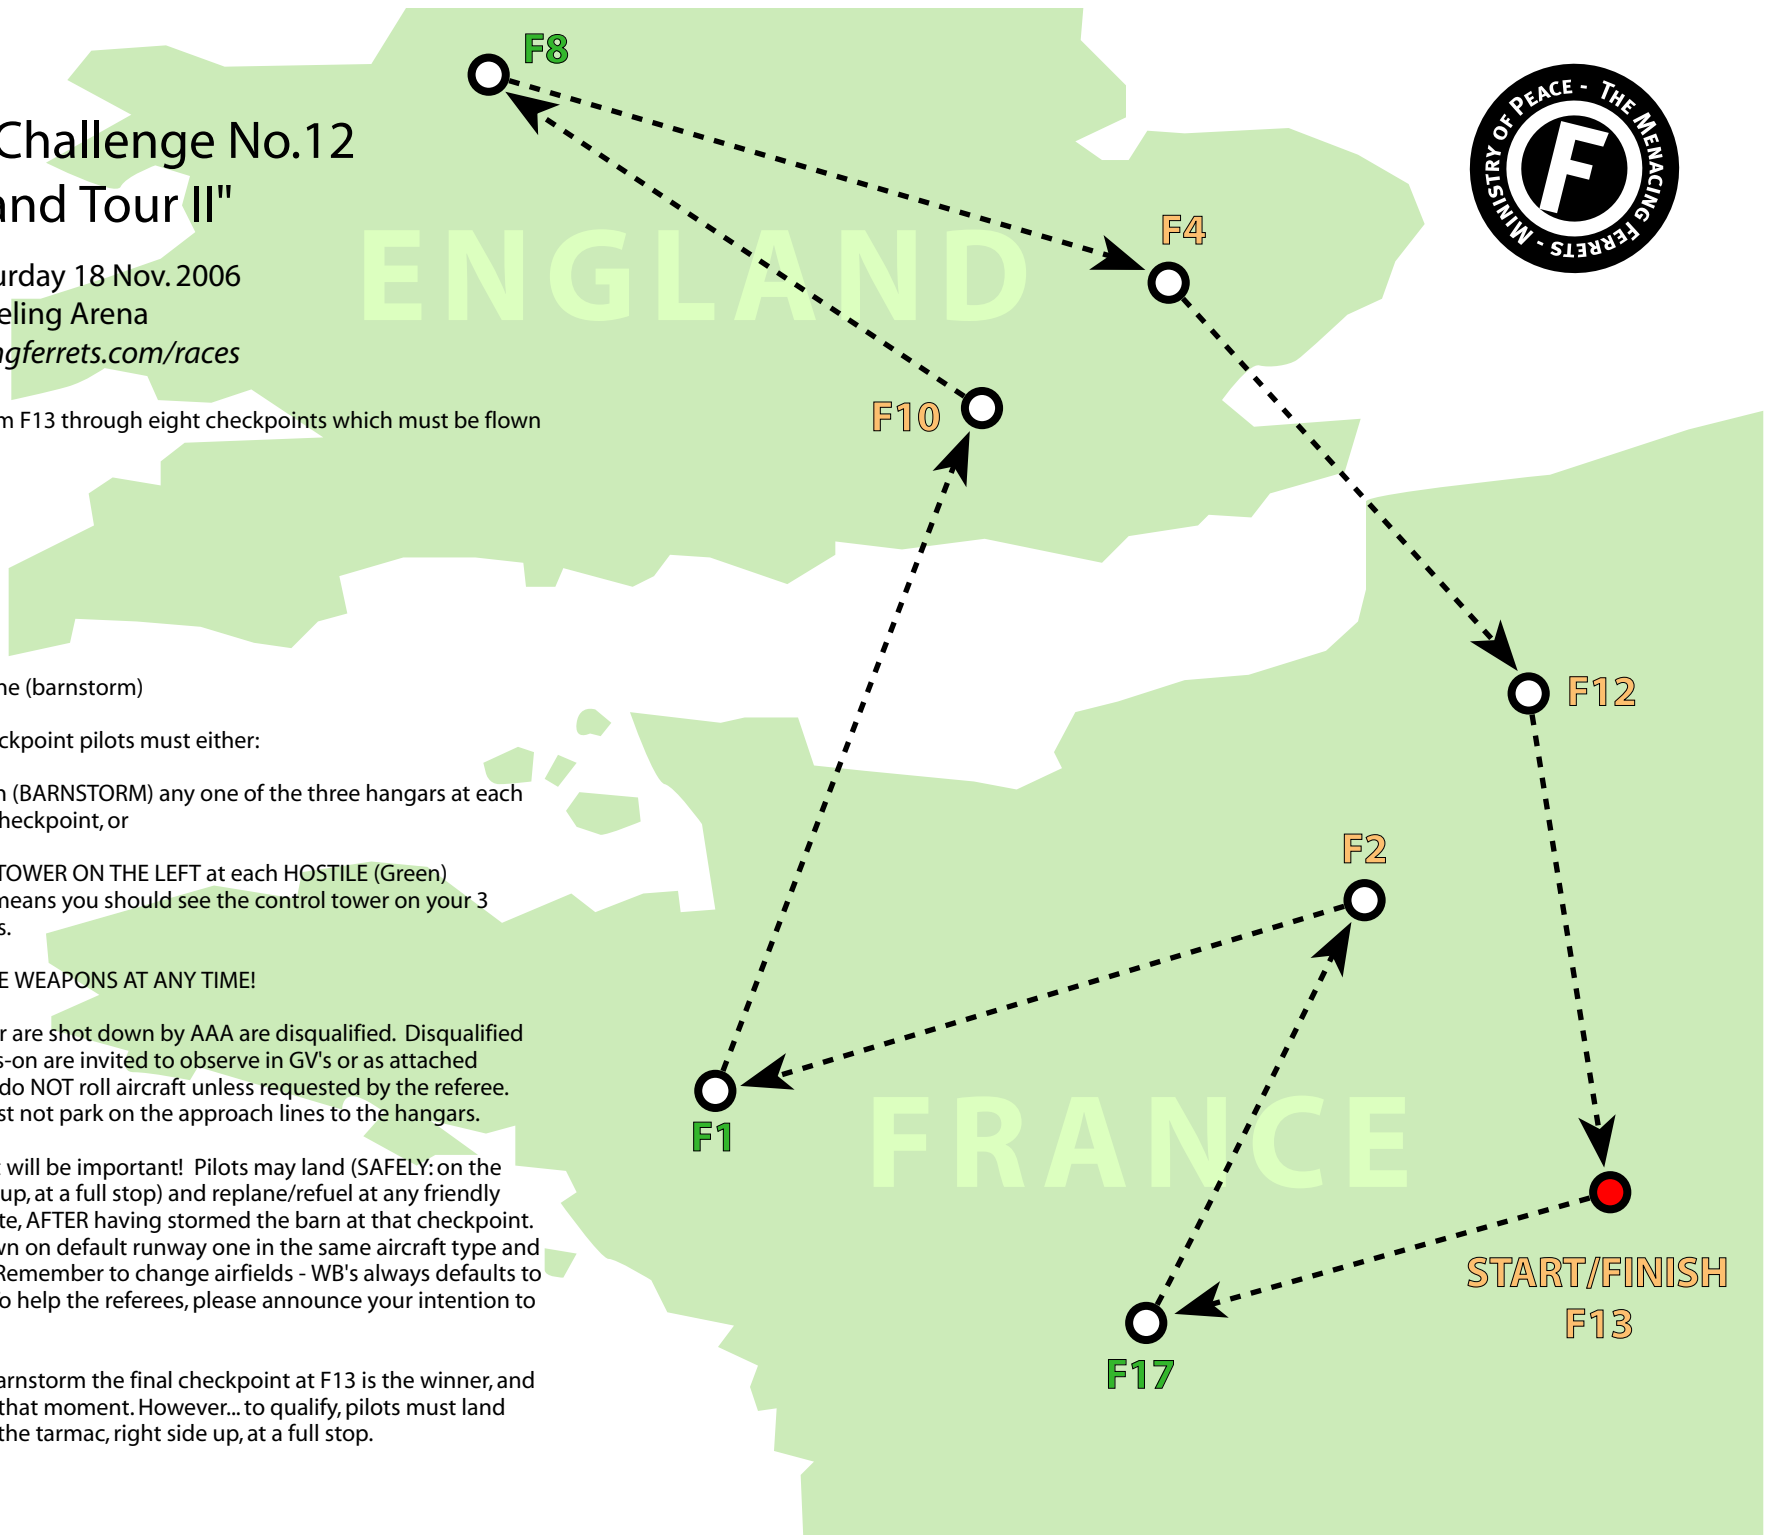 Challenge No.12
and Tour II"
urday 18 Nov. 2006
eling Arena
ngferrets.com/races
m F13 through eight checkpoints which must be flown
ne (barnstorm)
ckpoint pilots must either:
n (BARNSTORM) any one of the three hangars at each
heckpoint, or
TOWER ON THE LEFT at each HOSTILE (Green)
means you should see the control tower on your 3
s.
E WEAPONS AT ANY TIME!
r are shot down by AAA are disqualified.  Disqualified
s-on are invited to observe in GV's or as attached
do NOT roll aircraft unless requested by the referee.
st not park on the approach lines to the hangars.
t will be important!  Pilots may land (SAFELY: on the
up, at a full stop) and replane/refuel at any friendly
te, AFTER having stormed the barn at that checkpoint.
wn on default runway one in the same aircraft type and
Remember to change airfields - WB's always defaults to
o help the referees, please announce your intention to
arnstorm the final checkpoint at F13 is the winner, and
that moment. However... to qualify, pilots must land
the tarmac, right side up, at a full stop.
F8
F4
ENGLAND
F10
F12
F2
F1
FRANCE
START/FINISH
F13
F17
MINISTRY OF PEACE - THE MENACING FERRETS -
F